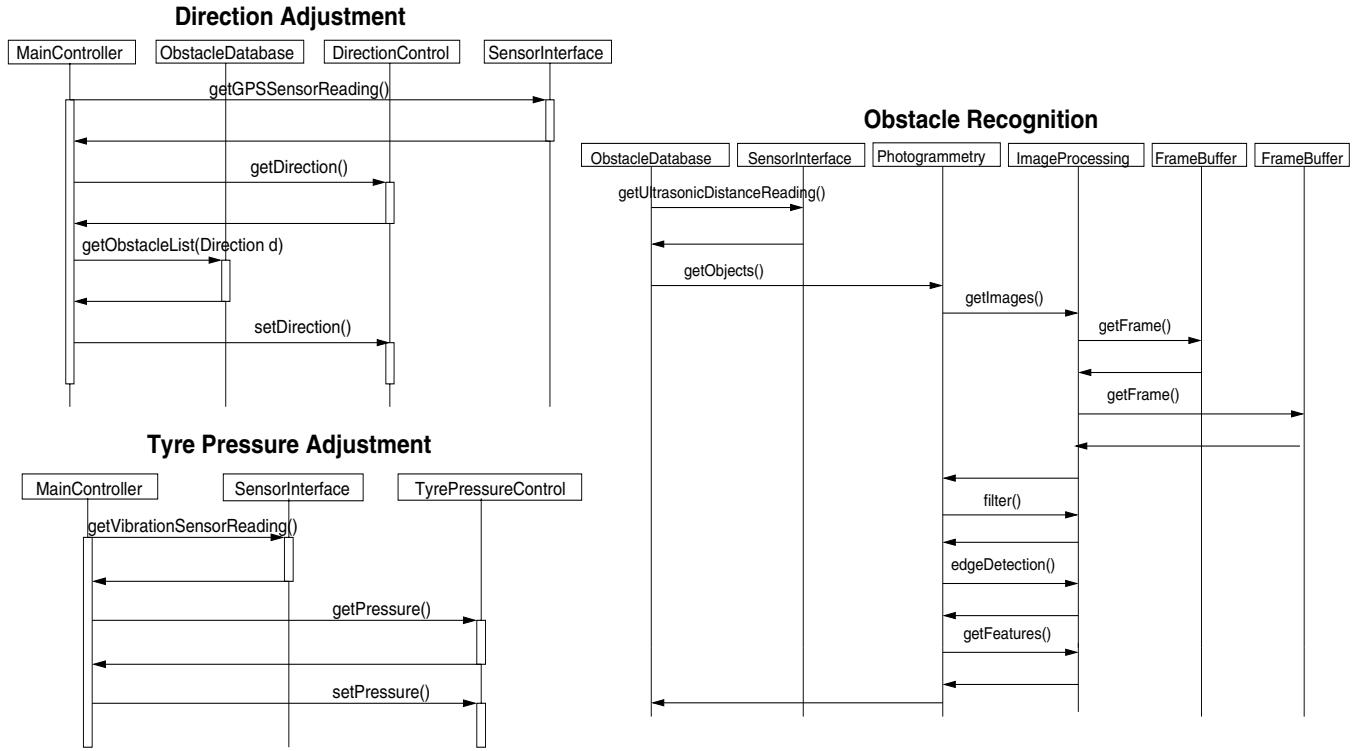 Direction Adjustment
MainController ObstacleDatabase DirectionControl SensorInterface
getGPSSensorReading()
getDirection()
getObstacleList(Direction d)
setDirection()
Tyre Pressure Adjustment
MainController SensorInterface TyrePressureControl
getVibrationSensorReading()
getPressure()
setPressure()
Obstacle Recognition
ObstacleDatabase SensorInterface Photogrammetry ImageProcessing FrameBuffer FrameBuffer
getUltrasonicDistanceReading()
getObjects()
getImages()
getFrame()
getFrame()
filter()
edgeDetection()
getFeatures()